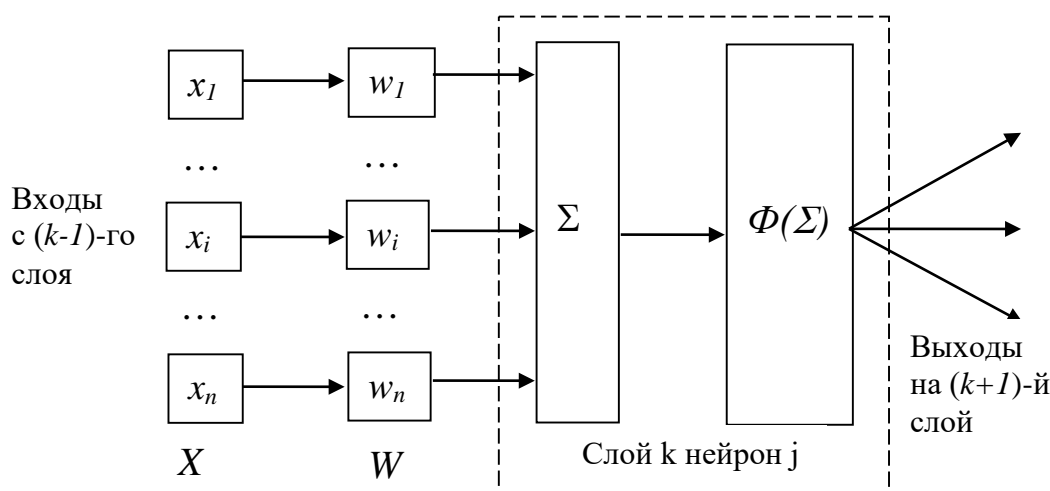 x1 w1
… …
Входы
с (k-1)-го
слоя
xi wi Σ Φ(Σ)
… …
xn wn
Выходы
на (k+1)-й
слой
X W
Слой k нейрон j